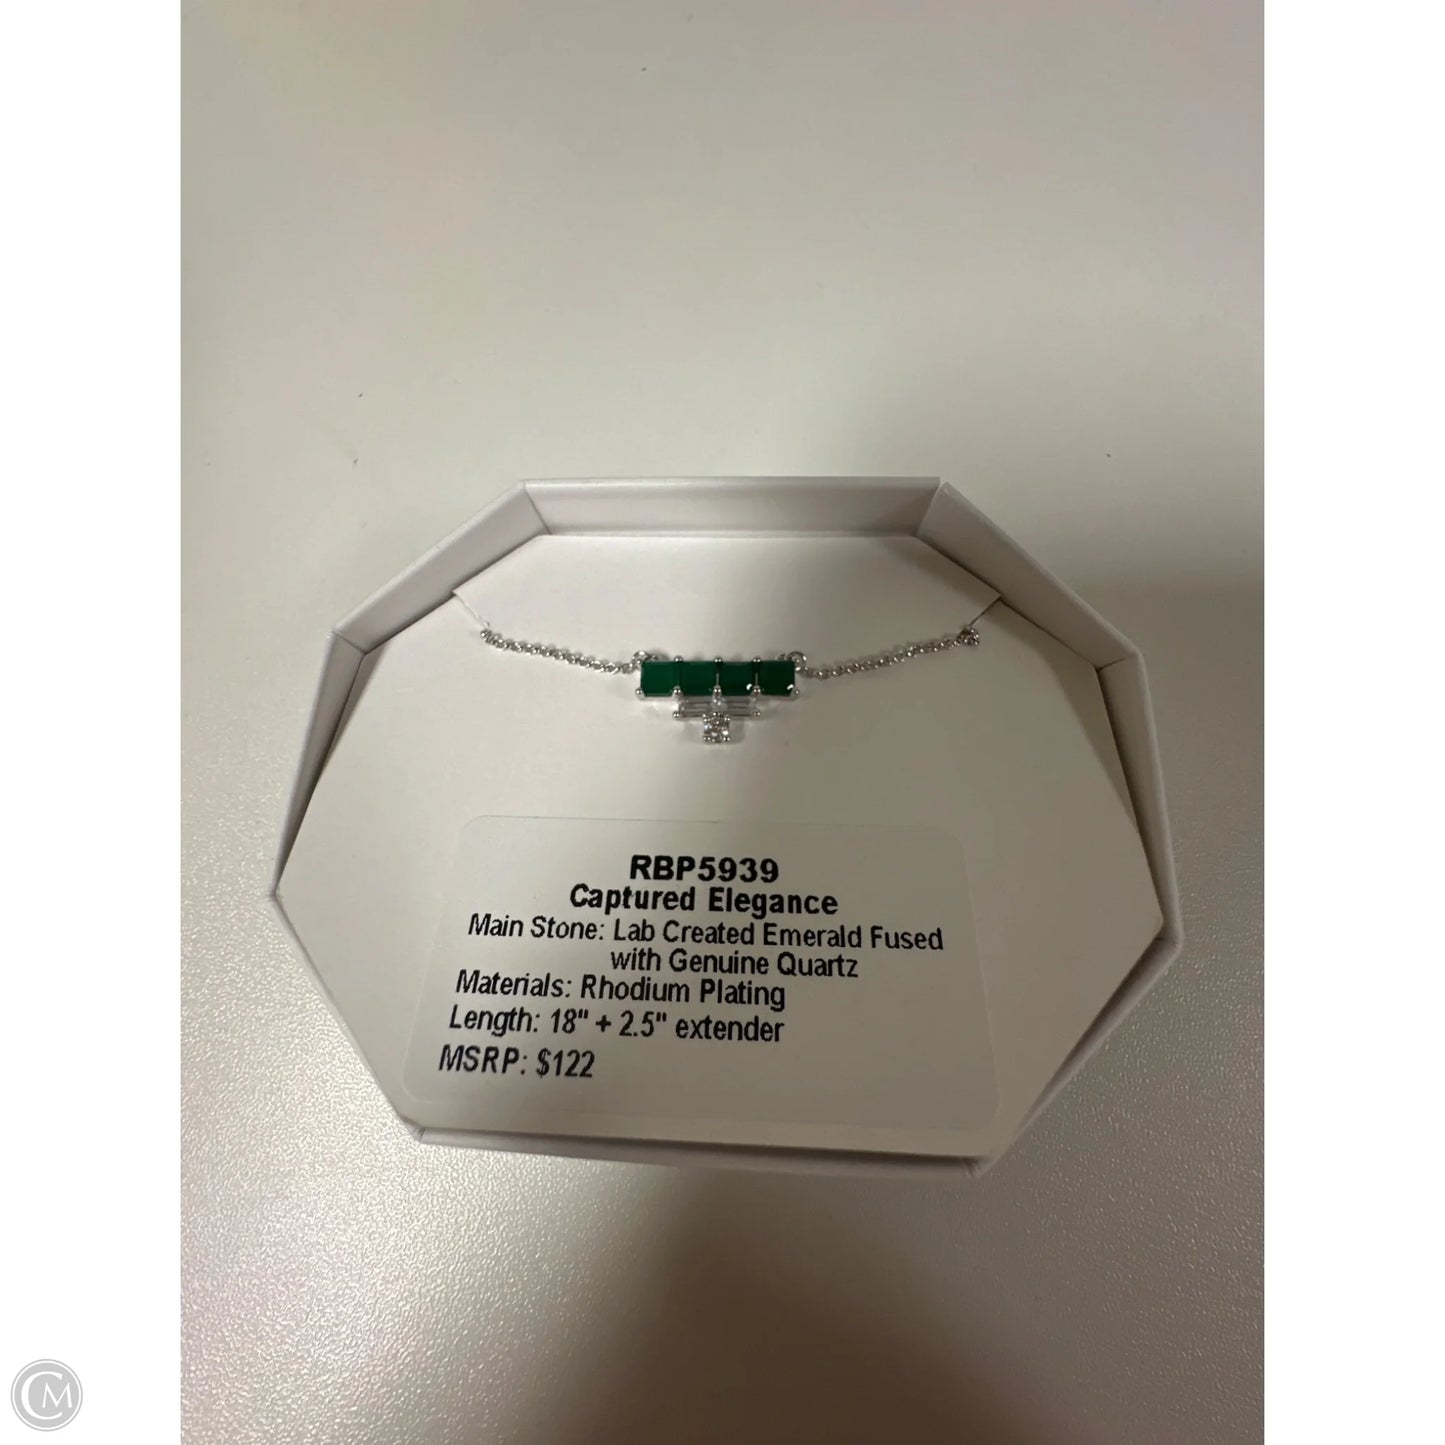 RBP5939
Captured Elegance
Main Stone: Lab Created Emerald Fused
with Genuine Quartz
Materials: Rhodium Plating
Length: 18" + 2.5" extender
MSRP: $122
CM